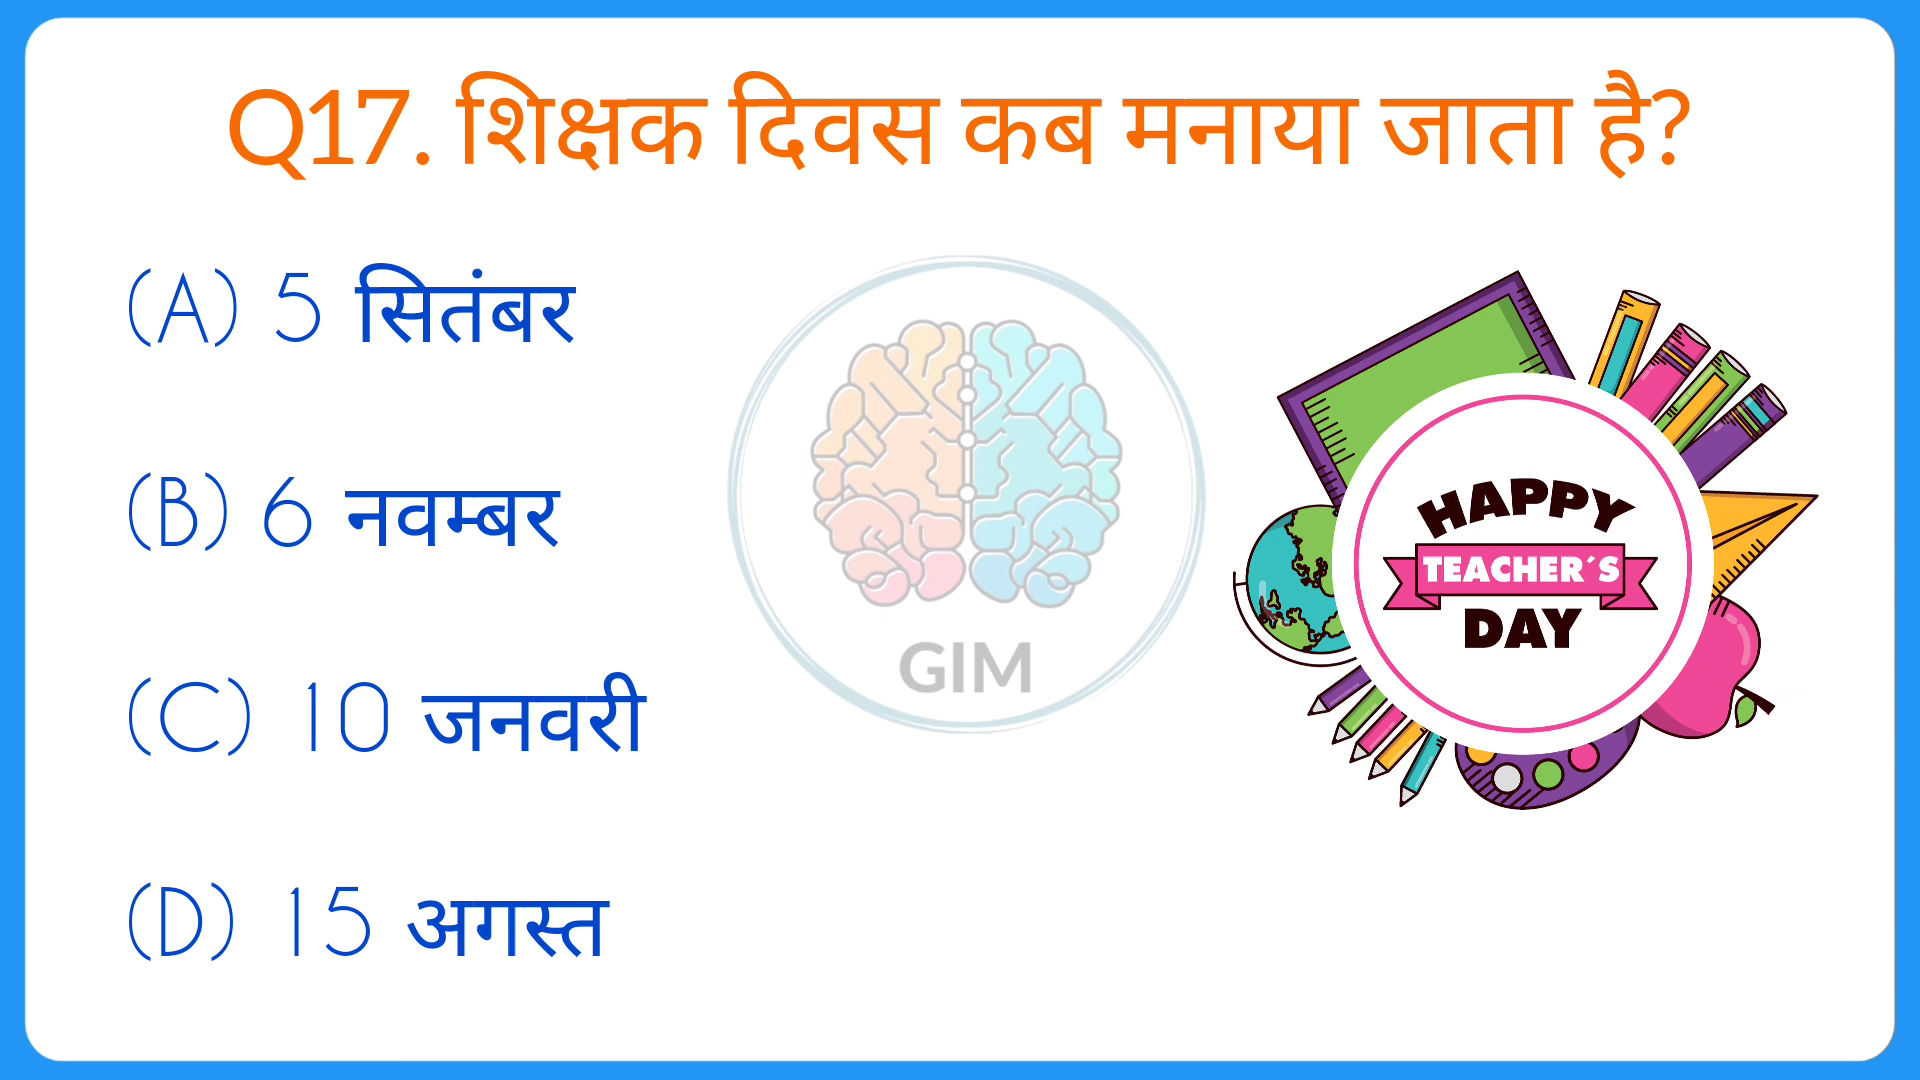 Q17. शिक्षक दिवस कब मनाया जाता है?
(A) 5 सितंबर
(B) 6 नवम्बर
(C) 10 जनवरी
(D) 15 अगस्त
GIM
HAPPY
TEACHER´S
DAY